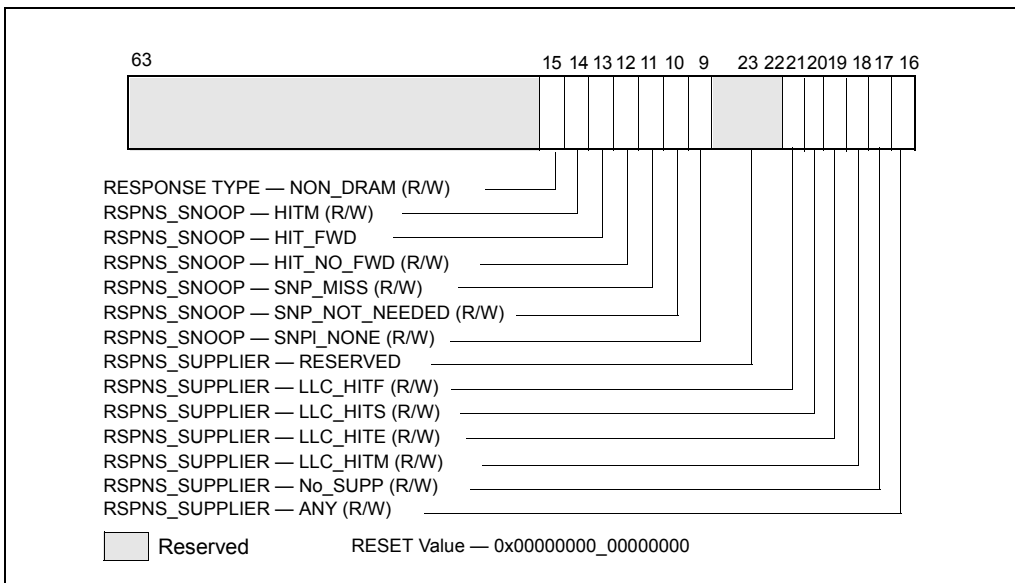 63 15 14 13 12 11 10 9 23 22 21 20 19 18 17 16
RESPONSE TYPE — NON_DRAM (R/W)
RSPNS_SNOOP — HITM (R/W)
RSPNS_SNOOP — HIT_FWD
RSPNS_SNOOP — HIT_NO_FWD (R/W)
RSPNS_SNOOP — SNP_MISS (R/W)
RSPNS_SNOOP — SNP_NOT_NEEDED (R/W)
RSPNS_SNOOP — SNPI_NONE (R/W)
RSPNS_SUPPLIER — RESERVED
RSPNS_SUPPLIER — LLC_HITF (R/W)
RSPNS_SUPPLIER — LLC_HITS (R/W)
RSPNS_SUPPLIER — LLC_HITE (R/W)
RSPNS_SUPPLIER — LLC_HITM (R/W)
RSPNS_SUPPLIER — No_SUPP (R/W)
RSPNS_SUPPLIER — ANY (R/W)
Reserved RESET Value — 0x00000000_00000000